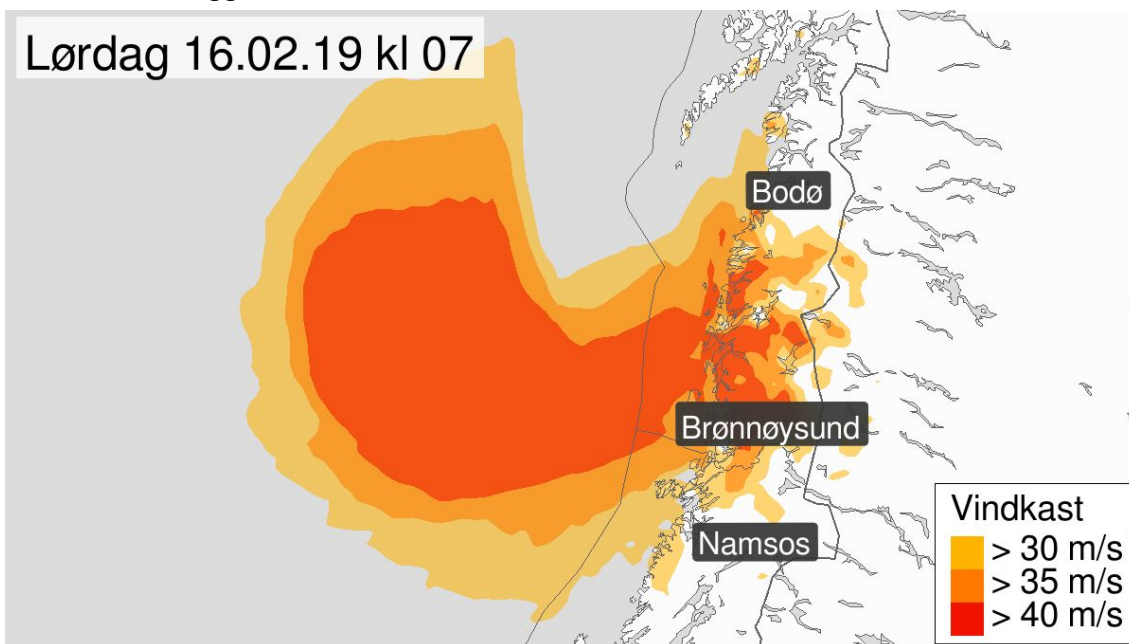 Lørdag 16.02.19 kl 07
Bodø
Brønnøysund
Namsos
Vindkast
> 30 m/s
> 35 m/s
> 40 m/s